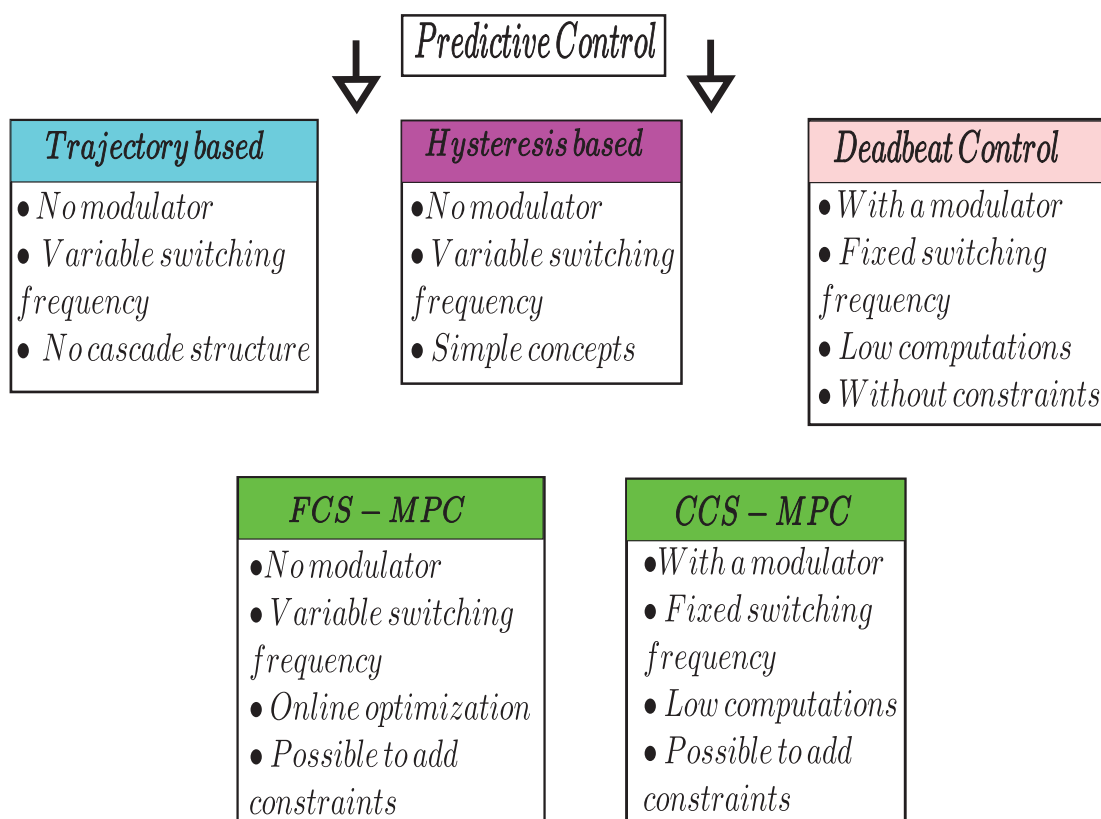 Predictive Control
Trajectory based
• No modulator
• Variable switching
frequency
• No cascade structure
Hysteresis based
•No modulator
• Variable switching
frequency
• Simple concepts
Deadbeat Control
• With a modulator
• Fixed switching
frequency
• Low computations
• Without constraints
FCS – MPC
•No modulator
• Variable switching
frequency
• Online optimization
• Possible to add
constraints
CCS – MPC
•With a modulator
• Fixed switching
frequency
• Low computations
• Possible to add
constraints